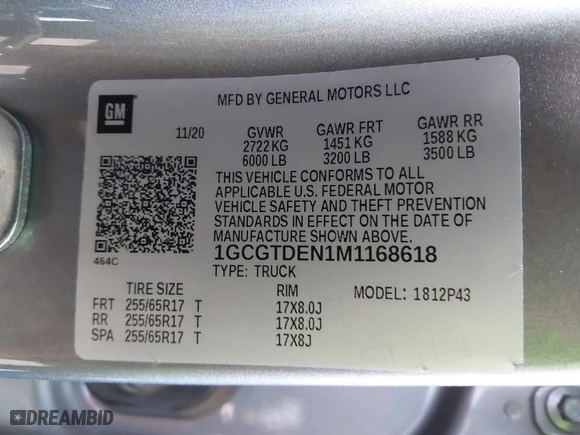 GM
MFD BY GENERAL MOTORS LLC
11/20 GVWR GAWR FRT GAWR RR
2722 KG 1451 KG 1588 KG
6000 LB 3200 LB 3500 LB
THIS VEHICLE CONFORMS TO ALL
APPLICABLE U.S. FEDERAL MOTOR
VEHICLE SAFETY AND THEFT PREVENTION
STANDARDS IN EFFECT ON THE DATE OF
MANUFACTURE SHOWN ABOVE.
464C
1GCGTDEN1M1168618
TYPE: TRUCK
TIRE SIZE RIM MODEL: 1812P43
FRT 255/65R17 T 17X8.0J
RR 255/65R17 T 17X8.0J
SPA 255/65R17 T 17X8J
DREAMBID